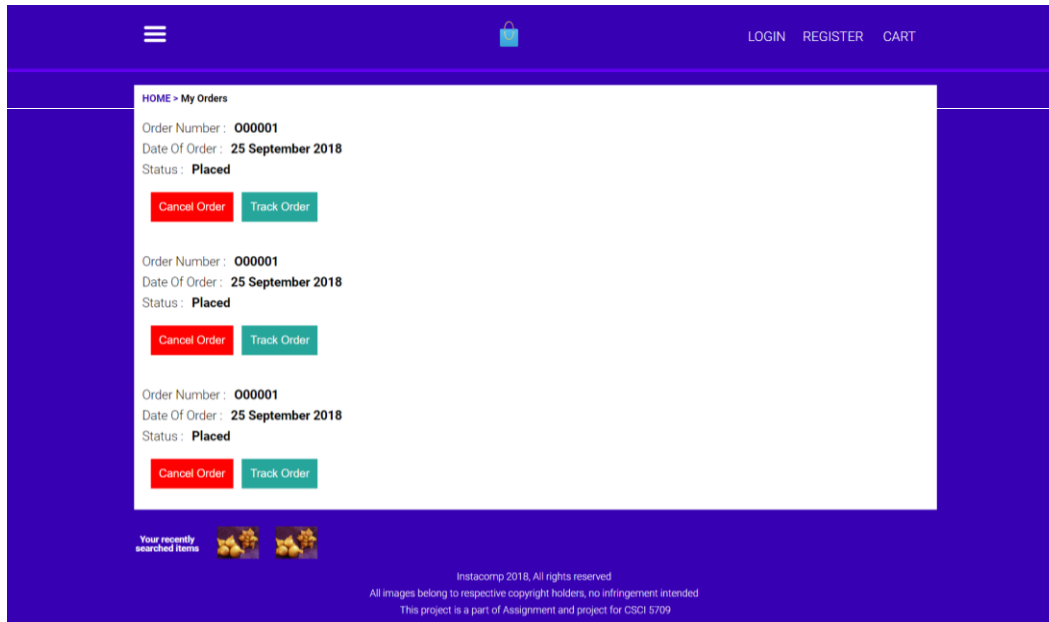 LOGIN REGISTER CART
HOME > My Orders
Order Number : O00001
Date Of Order : 25 September 2018
Status : Placed
Cancel Order Track Order
Order Number : O00001
Date Of Order : 25 September 2018
Status : Placed
Cancel Order Track Order
Order Number : O00001
Date Of Order : 25 September 2018
Status : Placed
Cancel Order Track Order
Your recently
searched items
Instacomp 2018, All rights reserved
All images belong to respective copyright holders, no infringement intended
This project is a part of Assignment and project for CSCI 5709